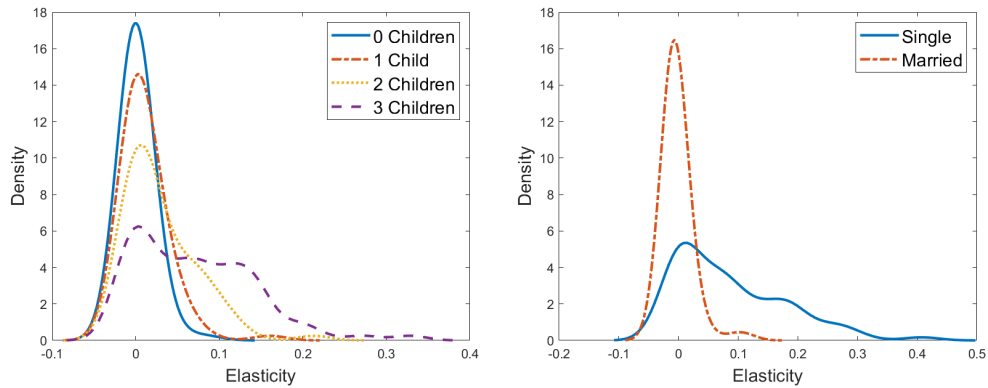 18
16
14
12
10
8
6
4
2
0
Density
-0.1 0 0.1 0.2 0.3 0.4
Elasticity
0 Children
1 Child
2 Children
3 Children
18
16
14
12
10
8
6
4
2
0
Density
-0.2 -0.1 0 0.1 0.2 0.3 0.4 0.5
Elasticity
Single
Married